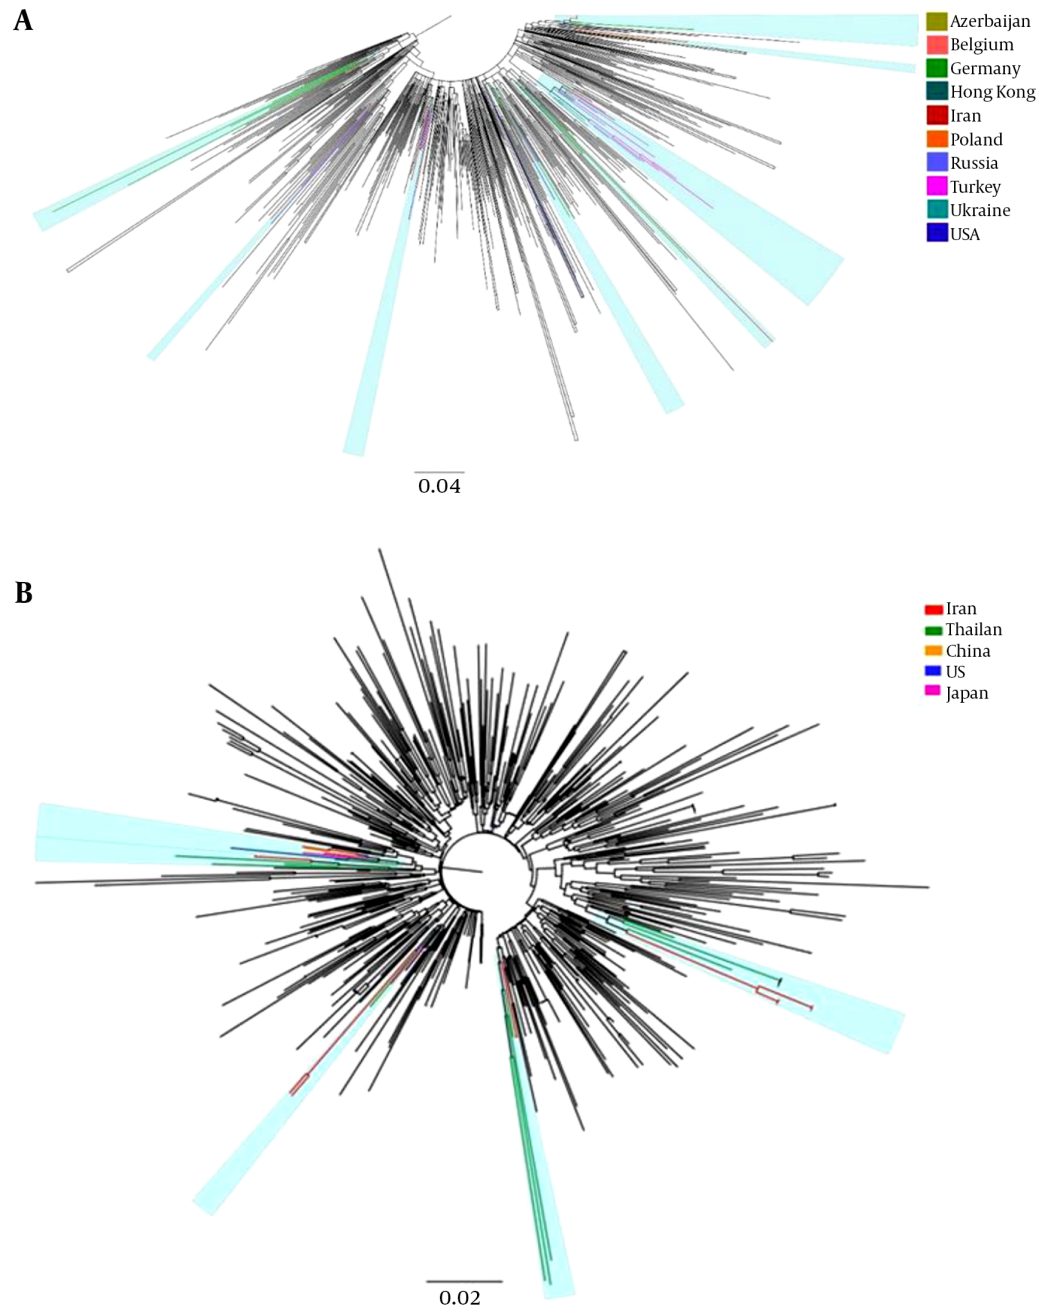 A
Azerbaijan
Belgium
Germany
Hong Kong
Iran
Poland
Russia
Turkey
Ukraine
USA
0.04
B
Iran
Thailan
China
US
Japan
0.02